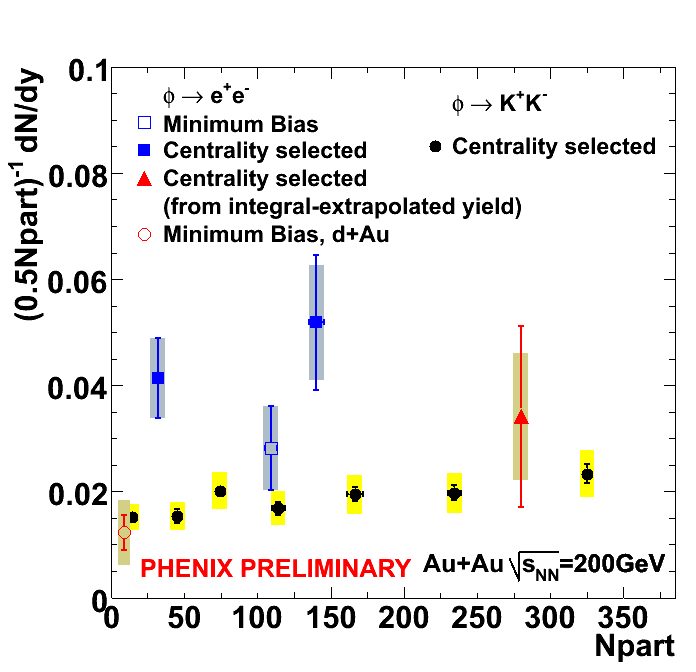 0.1
0.08
0.06
0.04
0.02
0
(0.5Npart)⁻¹ dN/dy
ϕ → e⁺e⁻
Minimum Bias
Centrality selected
Centrality selected
(from integral-extrapolated yield)
Minimum Bias, d+Au
ϕ → K⁺K⁻
Centrality selected
PHENIX PRELIMINARY
Au+Au √s_NN=200GeV
0 50 100 150 200 250 300 350
Npart